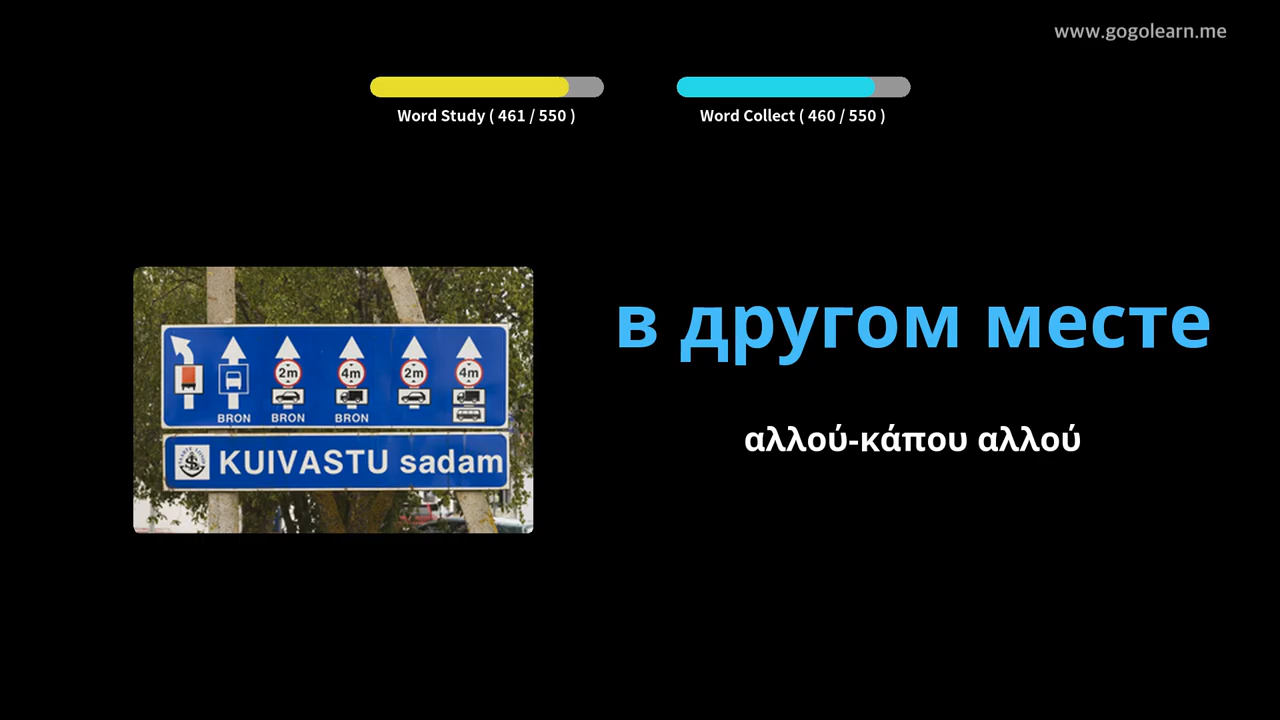 www.gogolearn.me
Word Study ( 461 / 550 )
Word Collect ( 460 / 550 )
в другом месте
αλλού-κάπου αλλού
2m 4m 2m 4m
BRON BRON BRON
KUIVASTU sadam